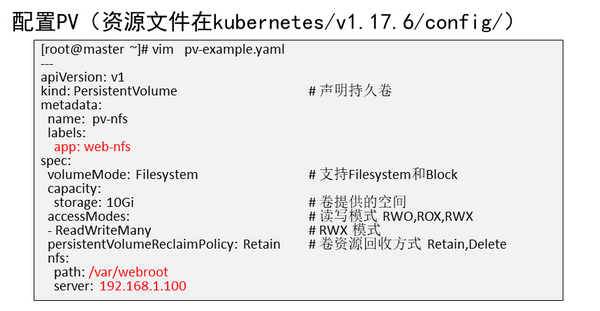 配置PV（资源文件在kubernetes/v1.17.6/config/）
[root@master ~]# vim pv-example.yaml
---
apiVersion: v1
kind: PersistentVolume # 声明持久卷
metadata:
  name: pv-nfs
  labels:
    app: web-nfs
spec:
  volumeMode: Filesystem # 支持Filesystem和Block
  capacity:
    storage: 10Gi # 卷提供的空间
  accessModes: # 读写模式 RWO,ROX,RWX
  - ReadWriteMany # RWX 模式
  persistentVolumeReclaimPolicy: Retain # 卷资源回收方式 Retain,Delete
  nfs:
    path: /var/webroot
    server: 192.168.1.100